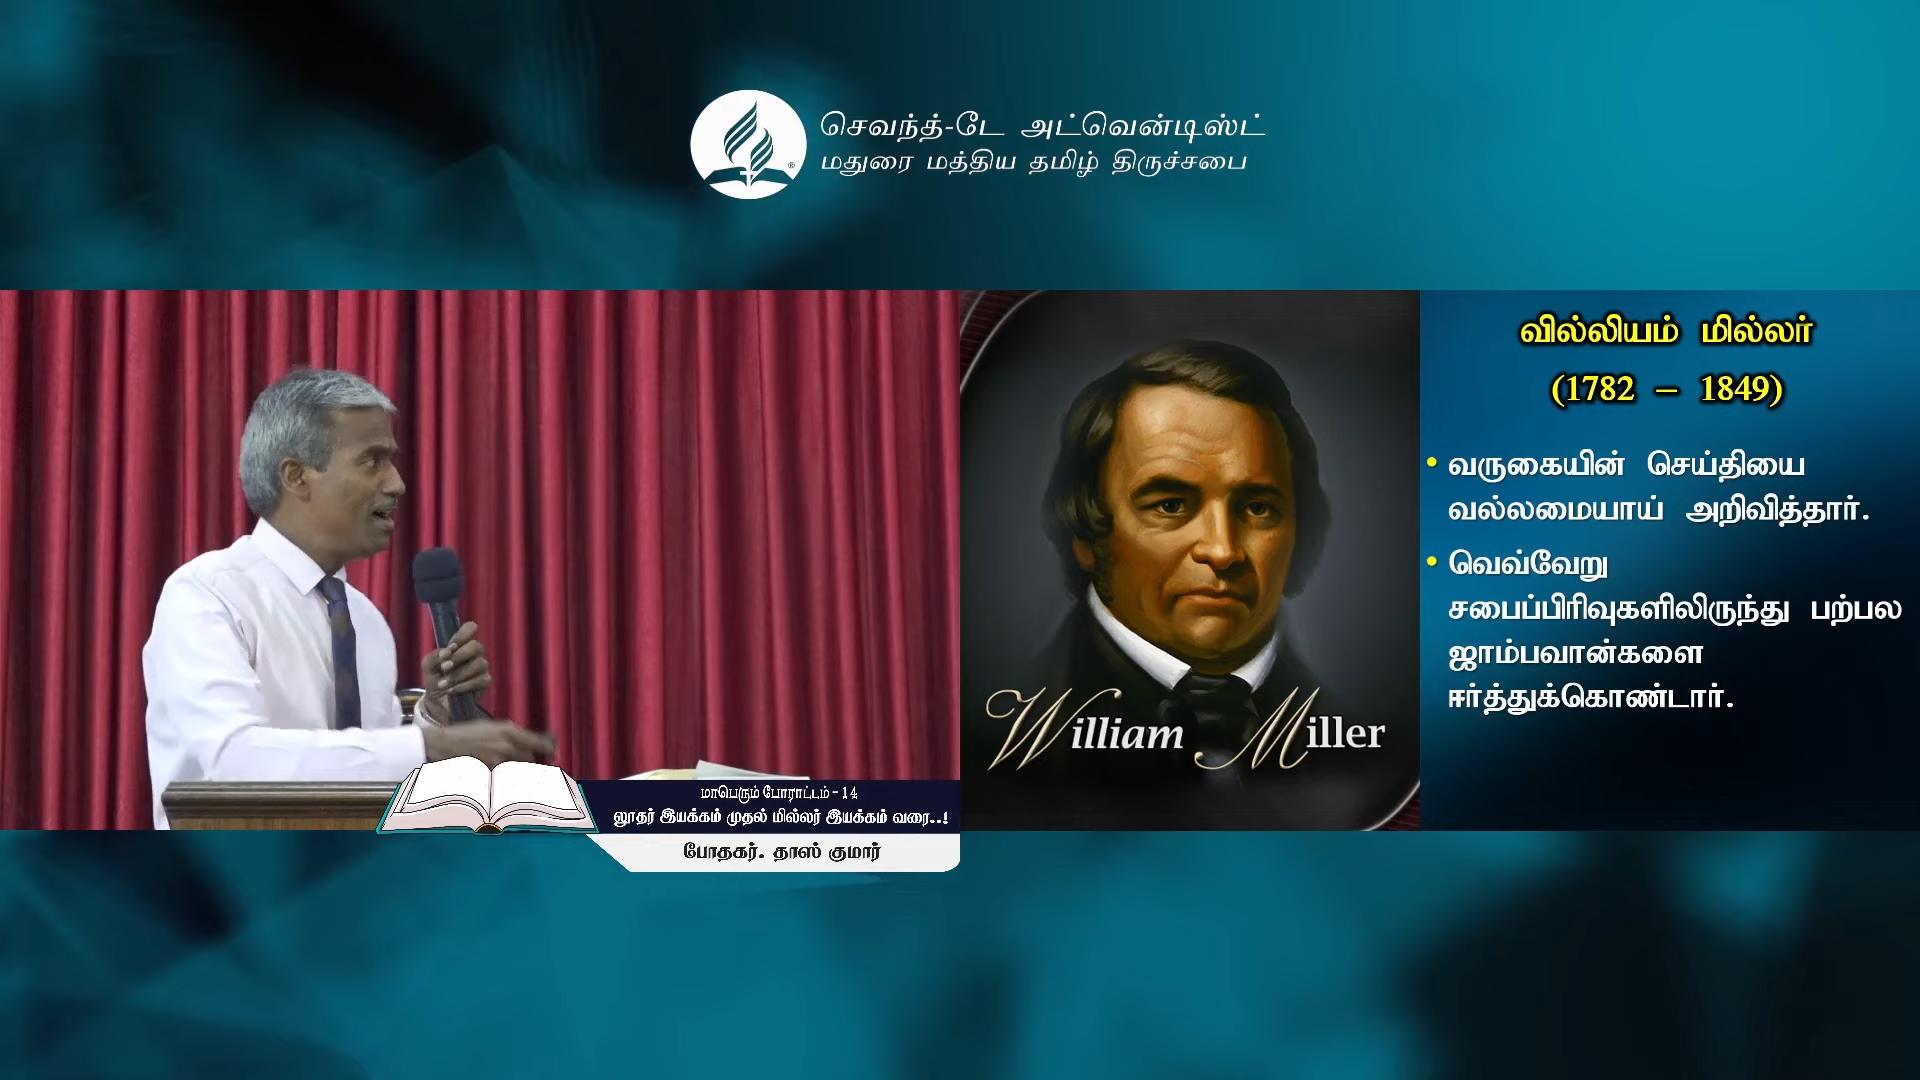 செவந்த்-டே அட்வென்டிஸ்ட்
மதுரை மத்திய தமிழ் திருச்சபை
வில்லியம் மில்லர்
(1782 – 1849)
• வருகையின் செய்தியை
வல்லமையாய் அறிவித்தார்.
• வெவ்வேறு
சபைப்பிரிவுகளிலிருந்து பற்பல
ஜாம்பவான்களை
ஈர்த்துக்கொண்டார்.
William Miller
மாபெரும் போராட்டம் - 14
லூதர் இயக்கம் முதல் மில்லர் இயக்கம் வரை..!
போதகர். தாஸ் குமார்